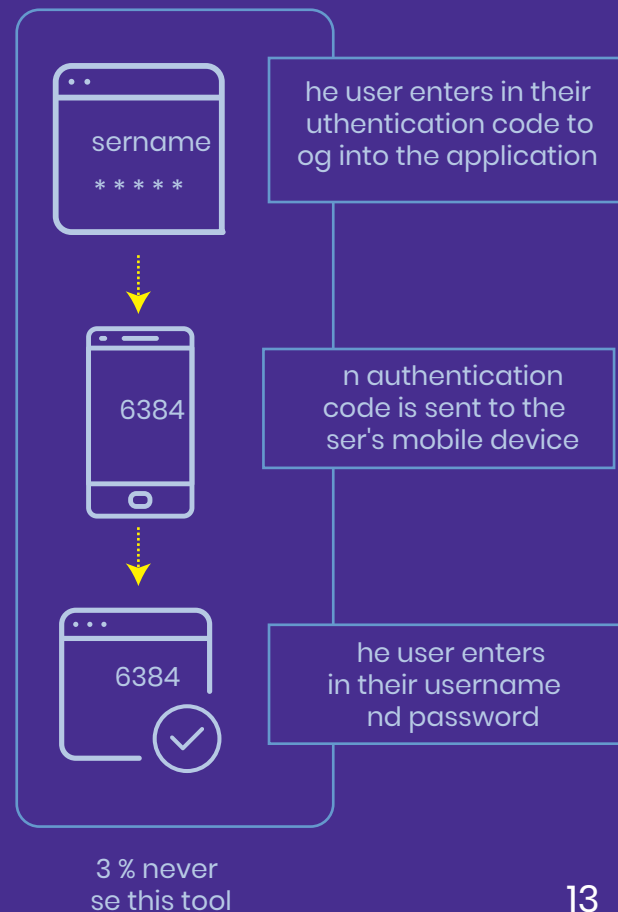 sername
* * * * *
he user enters in their
uthentication code to
og into the application
6384
n authentication
code is sent to the
ser's mobile device
6384
he user enters
in their username
nd password
3 % never
se this tool
13